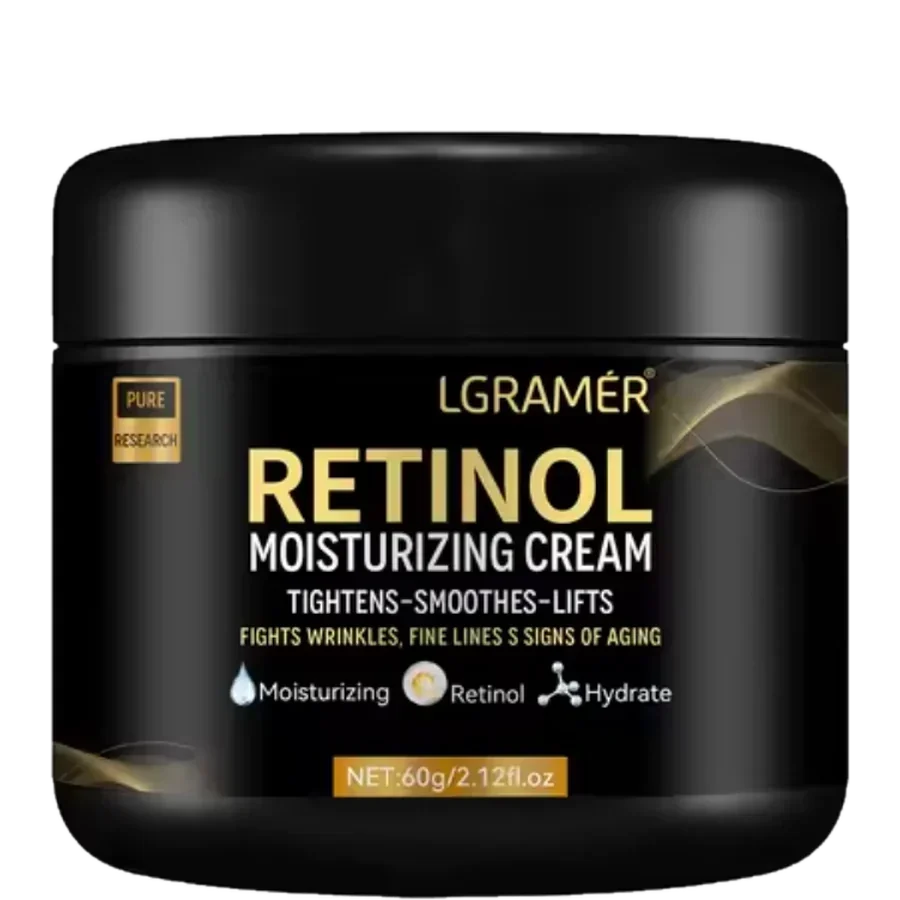 PURE
RESEARCH
LGRAMÉR®
RETINOL
MOISTURIZING CREAM
TIGHTENS-SMOOTHES-LIFTS
FIGHTS WRINKLES, FINE LINES S SIGNS OF AGING
Moisturizing Retinol Hydrate
NET:60g/2.12fl.oz